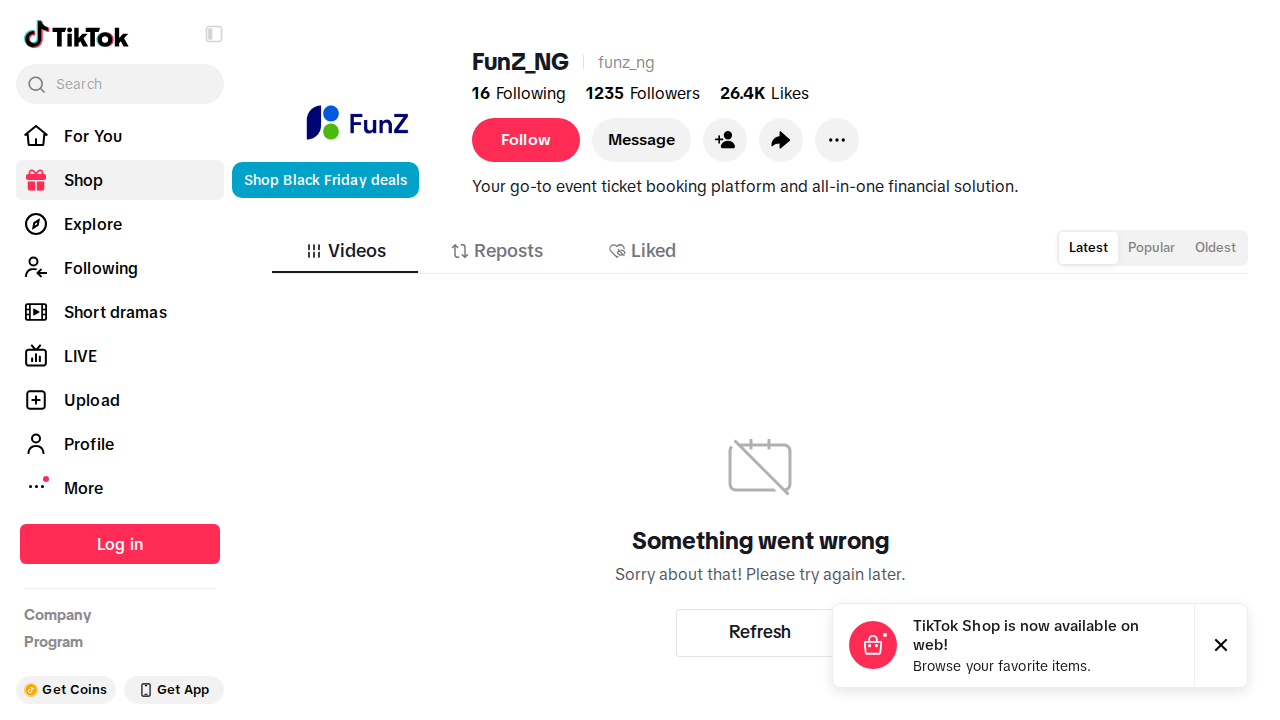 TikTok
Search
For You
Shop
Explore
Following
Short dramas
LIVE
Upload
Profile
More
Log in
Company
Program
Get Coins
Get App
Shop Black Friday deals
FunZ
FunZ_NG
funz_ng
16 Following 1235 Followers 26.4K Likes
Follow
Message
Your go-to event ticket booking platform and all-in-one financial solution.
Videos
Reposts
Liked
Latest
Popular
Oldest
Something went wrong
Sorry about that! Please try again later.
Refresh
TikTok Shop is now available on
web!
Browse your favorite items.